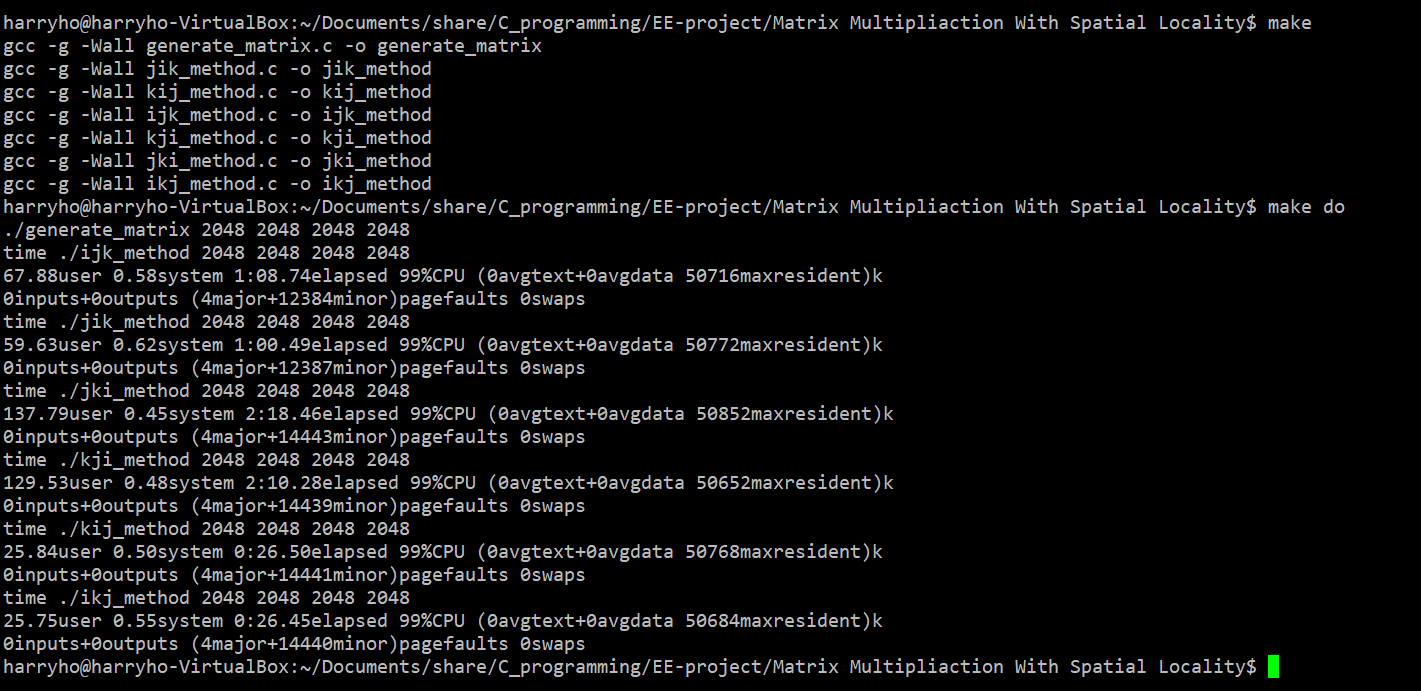 harryho@harryho-VirtualBox:~/Documents/share/C_programming/EE-project/Matrix Multipliaction With Spatial Locality$ make
gcc -g -Wall generate_matrix.c -o generate_matrix
gcc -g -Wall jik_method.c -o jik_method
gcc -g -Wall kij_method.c -o kij_method
gcc -g -Wall ijk_method.c -o ijk_method
gcc -g -Wall kji_method.c -o kji_method
gcc -g -Wall jki_method.c -o jki_method
gcc -g -Wall ikj_method.c -o ikj_method
harryho@harryho-VirtualBox:~/Documents/share/C_programming/EE-project/Matrix Multipliaction With Spatial Locality$ make do
./generate_matrix 2048 2048 2048 2048
time ./ijk_method 2048 2048 2048 2048
67.88user 0.58system 1:08.74elapsed 99%CPU (0avgtext+0avgdata 50716maxresident)k
0inputs+0outputs (4major+12384minor)pagefaults 0swaps
time ./jik_method 2048 2048 2048 2048
59.63user 0.62system 1:00.49elapsed 99%CPU (0avgtext+0avgdata 50772maxresident)k
0inputs+0outputs (4major+12387minor)pagefaults 0swaps
time ./jki_method 2048 2048 2048 2048
137.79user 0.45system 2:18.46elapsed 99%CPU (0avgtext+0avgdata 50852maxresident)k
0inputs+0outputs (4major+14443minor)pagefaults 0swaps
time ./kji_method 2048 2048 2048 2048
129.53user 0.48system 2:10.28elapsed 99%CPU (0avgtext+0avgdata 50652maxresident)k
0inputs+0outputs (4major+14439minor)pagefaults 0swaps
time ./kij_method 2048 2048 2048 2048
25.84user 0.50system 0:26.50elapsed 99%CPU (0avgtext+0avgdata 50768maxresident)k
0inputs+0outputs (4major+14441minor)pagefaults 0swaps
time ./ikj_method 2048 2048 2048 2048
25.75user 0.55system 0:26.45elapsed 99%CPU (0avgtext+0avgdata 50684maxresident)k
0inputs+0outputs (4major+14440minor)pagefaults 0swaps
harryho@harryho-VirtualBox:~/Documents/share/C_programming/EE-project/Matrix Multipliaction With Spatial Locality$